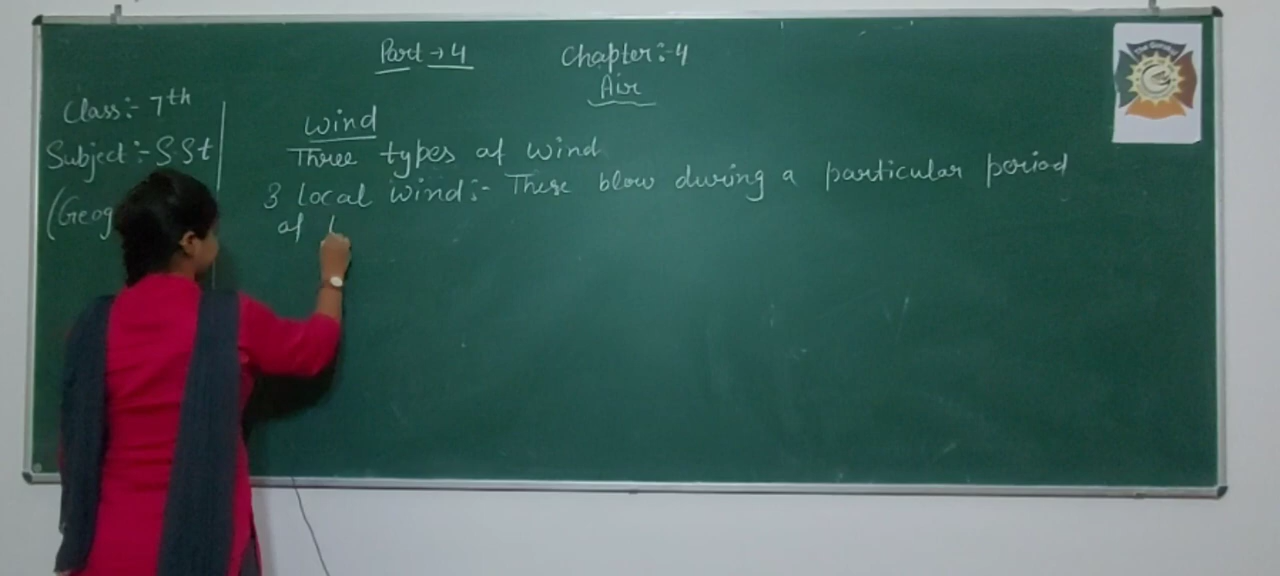 Part → 4
Chapter:- 4
Air
Class:- 7th
Subject:- S.St
(Geog
Wind
Three types of wind
3 Local Wind:- These blow during a particular period
of